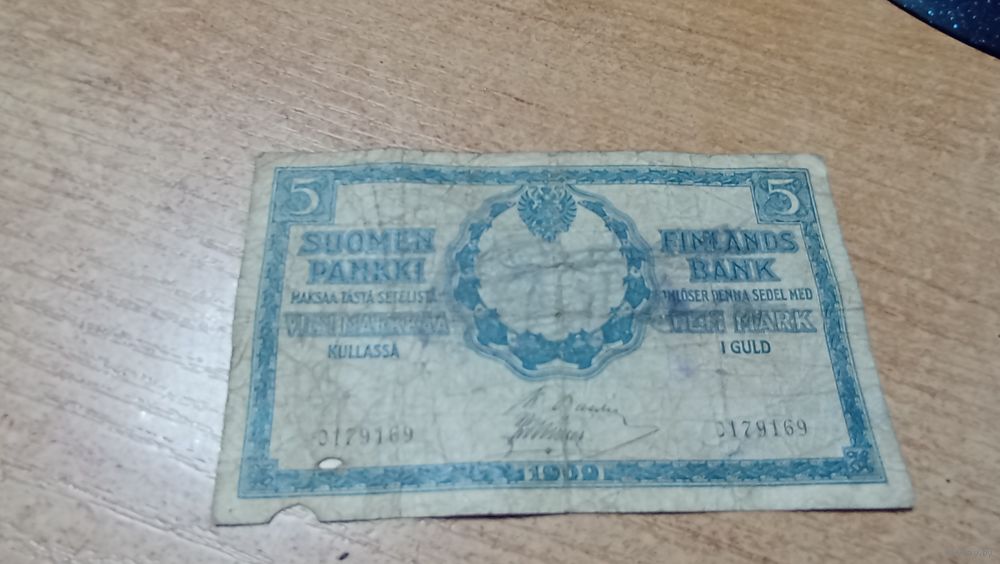 5
5
SUOMEN
PANKKI
MAKSAA TÄSTÄ SETELISTÄ
VIISI MARKKAA
KULLASSA
FINLANDS
BANK
INLÖSER DENNA SEDEL MED
FEM MARK
I GULD
0179169
0179169
1909